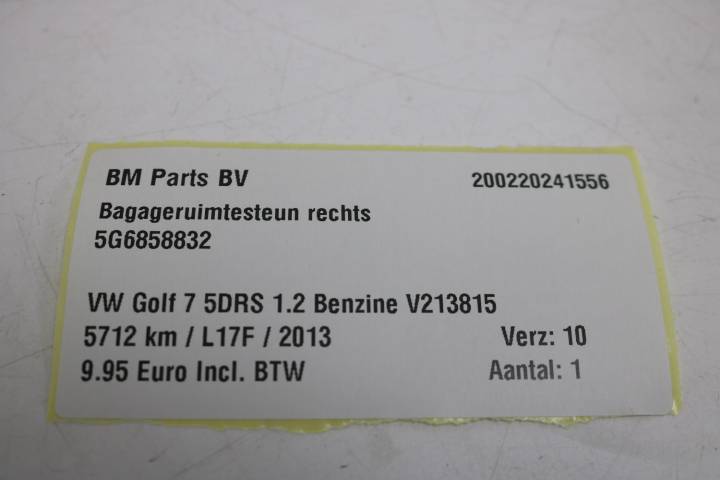 BM Parts BV 200220241556
Bagageruimtesteun rechts
5G6858832
VW Golf 7 5DRS 1.2 Benzine V213815
5712 km / L17F / 2013 Verz: 10
9.95 Euro Incl. BTW Aantal: 1